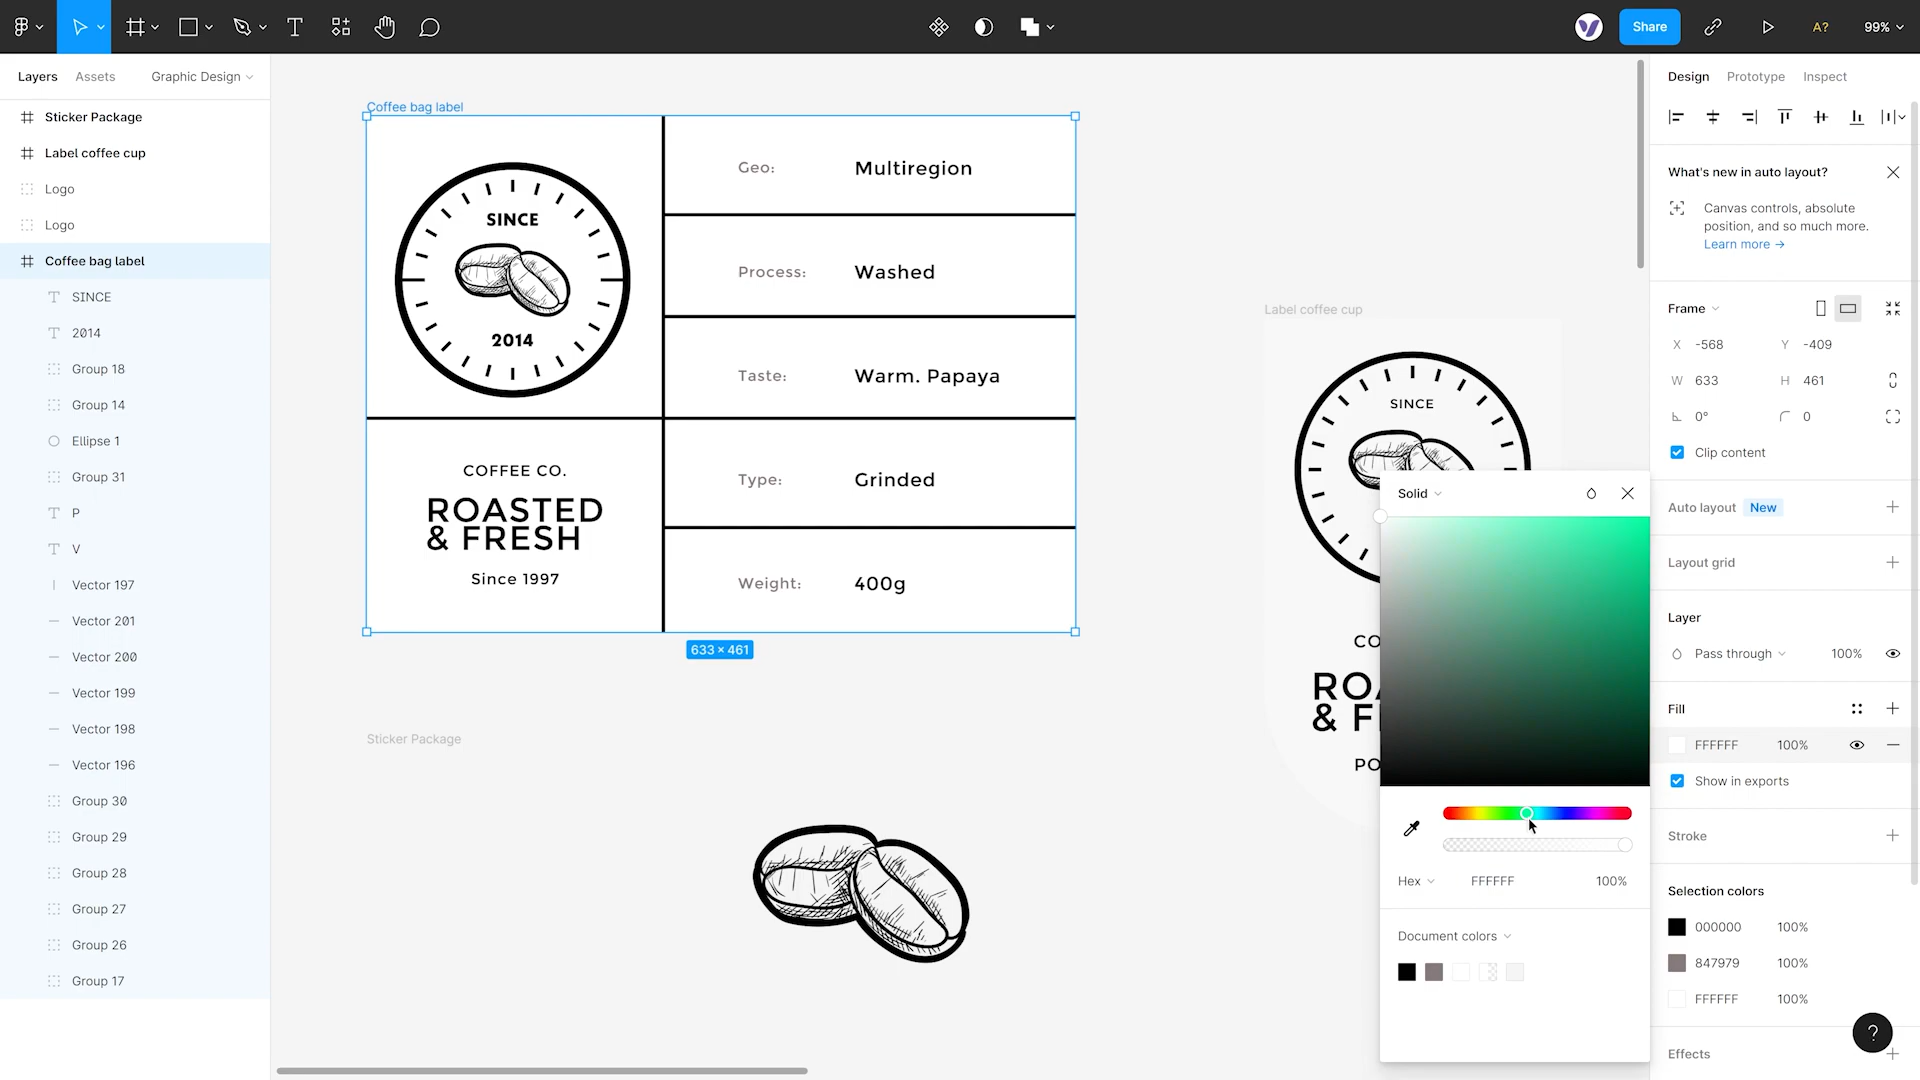 Share
A?
99%
Layers
Assets
Graphic Design
Sticker Package
Label coffee cup
Logo
Logo
Coffee bag label
SINCE
2014
Group 18
Group 14
Ellipse 1
Group 31
P
V
Vector 197
Vector 201
Vector 200
Vector 199
Vector 198
Vector 196
Group 30
Group 29
Group 28
Group 27
Group 26
Group 17
Coffee bag label
SINCE
2014
COFFEE CO.
ROASTED
& FRESH
Since 1997
Geo: Multiregion
Process: Washed
Taste: Warm. Papaya
Type: Grinded
Weight: 400g
633 × 461
Sticker Package
Label coffee cup
SINCE
CO
ROA
& F
PO
Solid
Hex FFFFFF 100%
Document colors
Design
Prototype
Inspect
What's new in auto layout?
Canvas controls, absolute
position, and so much more.
Learn more →
Frame
X -568 Y -409
W 633 H 461
0° 0
Clip content
Auto layout New
Layout grid
Layer
Pass through 100%
Fill
FFFFFF 100%
Show in exports
Stroke
Selection colors
000000 100%
847979 100%
FFFFFF 100%
Effects
?